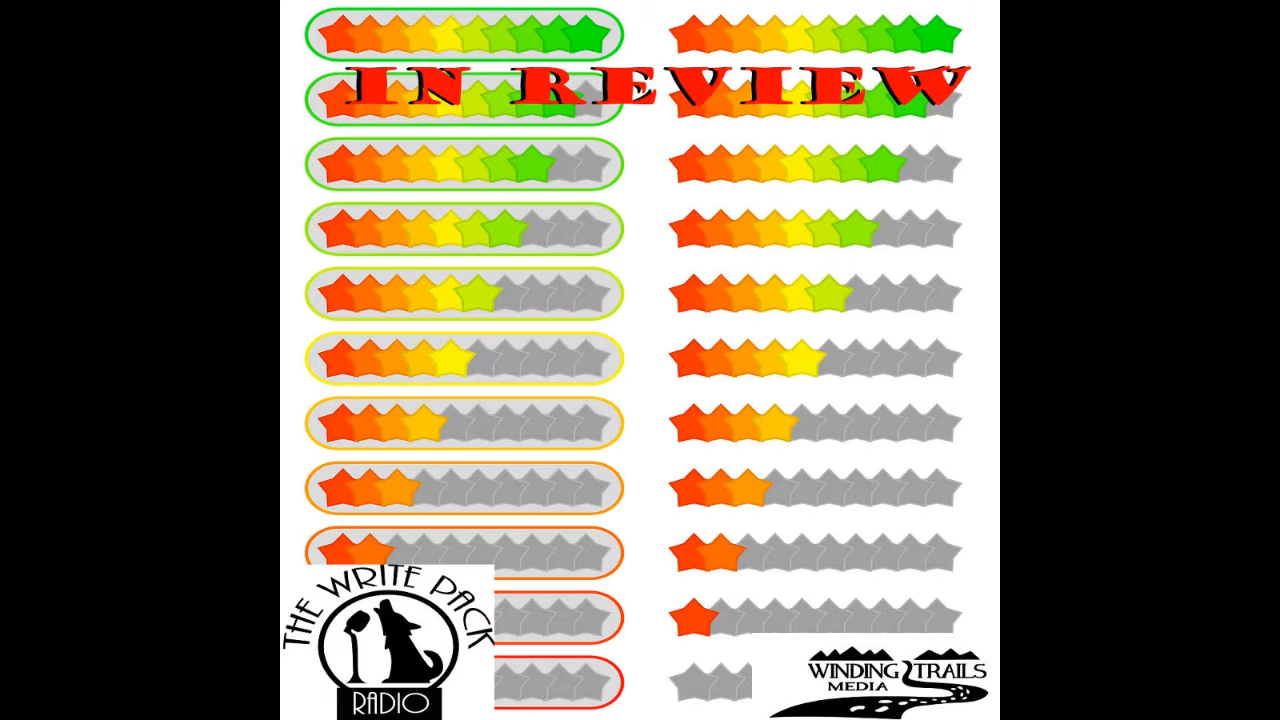 IN REVIEW
THE WRITE PACK
RADIO
WINDING TRAILS
MEDIA